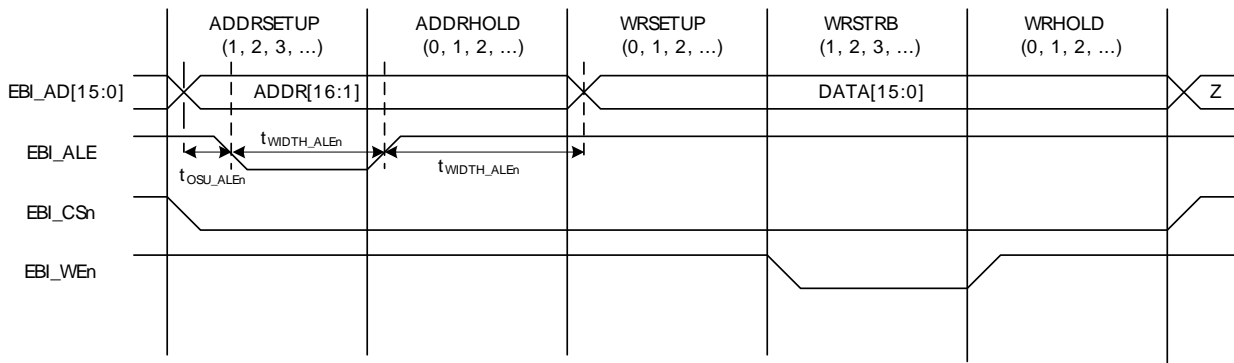 ADDRSETUP ADDRHOLD WRSETUP WRSTRB WRHOLD
(1, 2, 3, ...) (0, 1, 2, ...) (0, 1, 2, ...) (1, 2, 3, ...) (0, 1, 2, ...)
EBI_AD[15:0] ADDR[16:1] DATA[15:0] Z
EBI_ALE tWIDTH_ALEn tWIDTH_ALEn
tOSU_ALEn
EBI_CSn
EBI_WEn